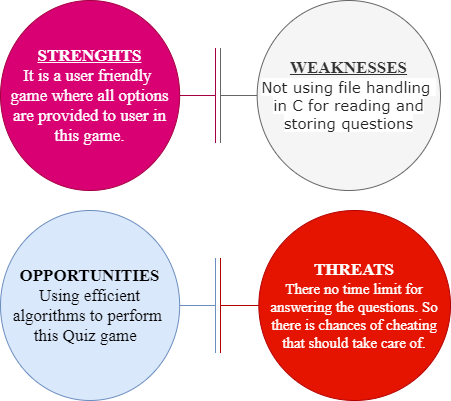 STRENGHTS
It is a user friendly
game where all options
are provided to user in
this game.
WEAKNESSES
Not using file handling
in C for reading and
storing questions
OPPORTUNITIES
Using efficient
algorithms to perform
this Quiz game
THREATS
There no time limit for
answering the questions. So
there is chances of cheating
that should take care of.